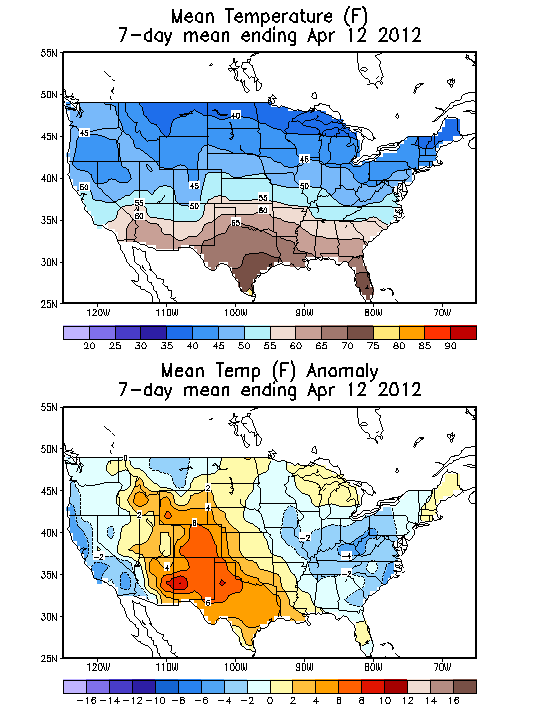 Mean Temperature (F)
7-day mean ending Apr 12 2012
55N
50N
45N
40N
35N
30N
25N
40
45
45
45
50
50
50
55
55
60
60
65
120W 110W 100W 90W 80W 70W
20 25 30 35 40 45 50 55 60 65 70 75 80 85 90
Mean Temp (F) Anomaly
7-day mean ending Apr 12 2012
55N
50N
45N
40N
35N
30N
25N
0
2
2
4
6
-2
-2
-4
4
-2
6
120W 110W 100W 90W 80W 70W
-16 -14 -12 -10 -8 -6 -4 -2 0 2 4 6 8 10 12 14 16